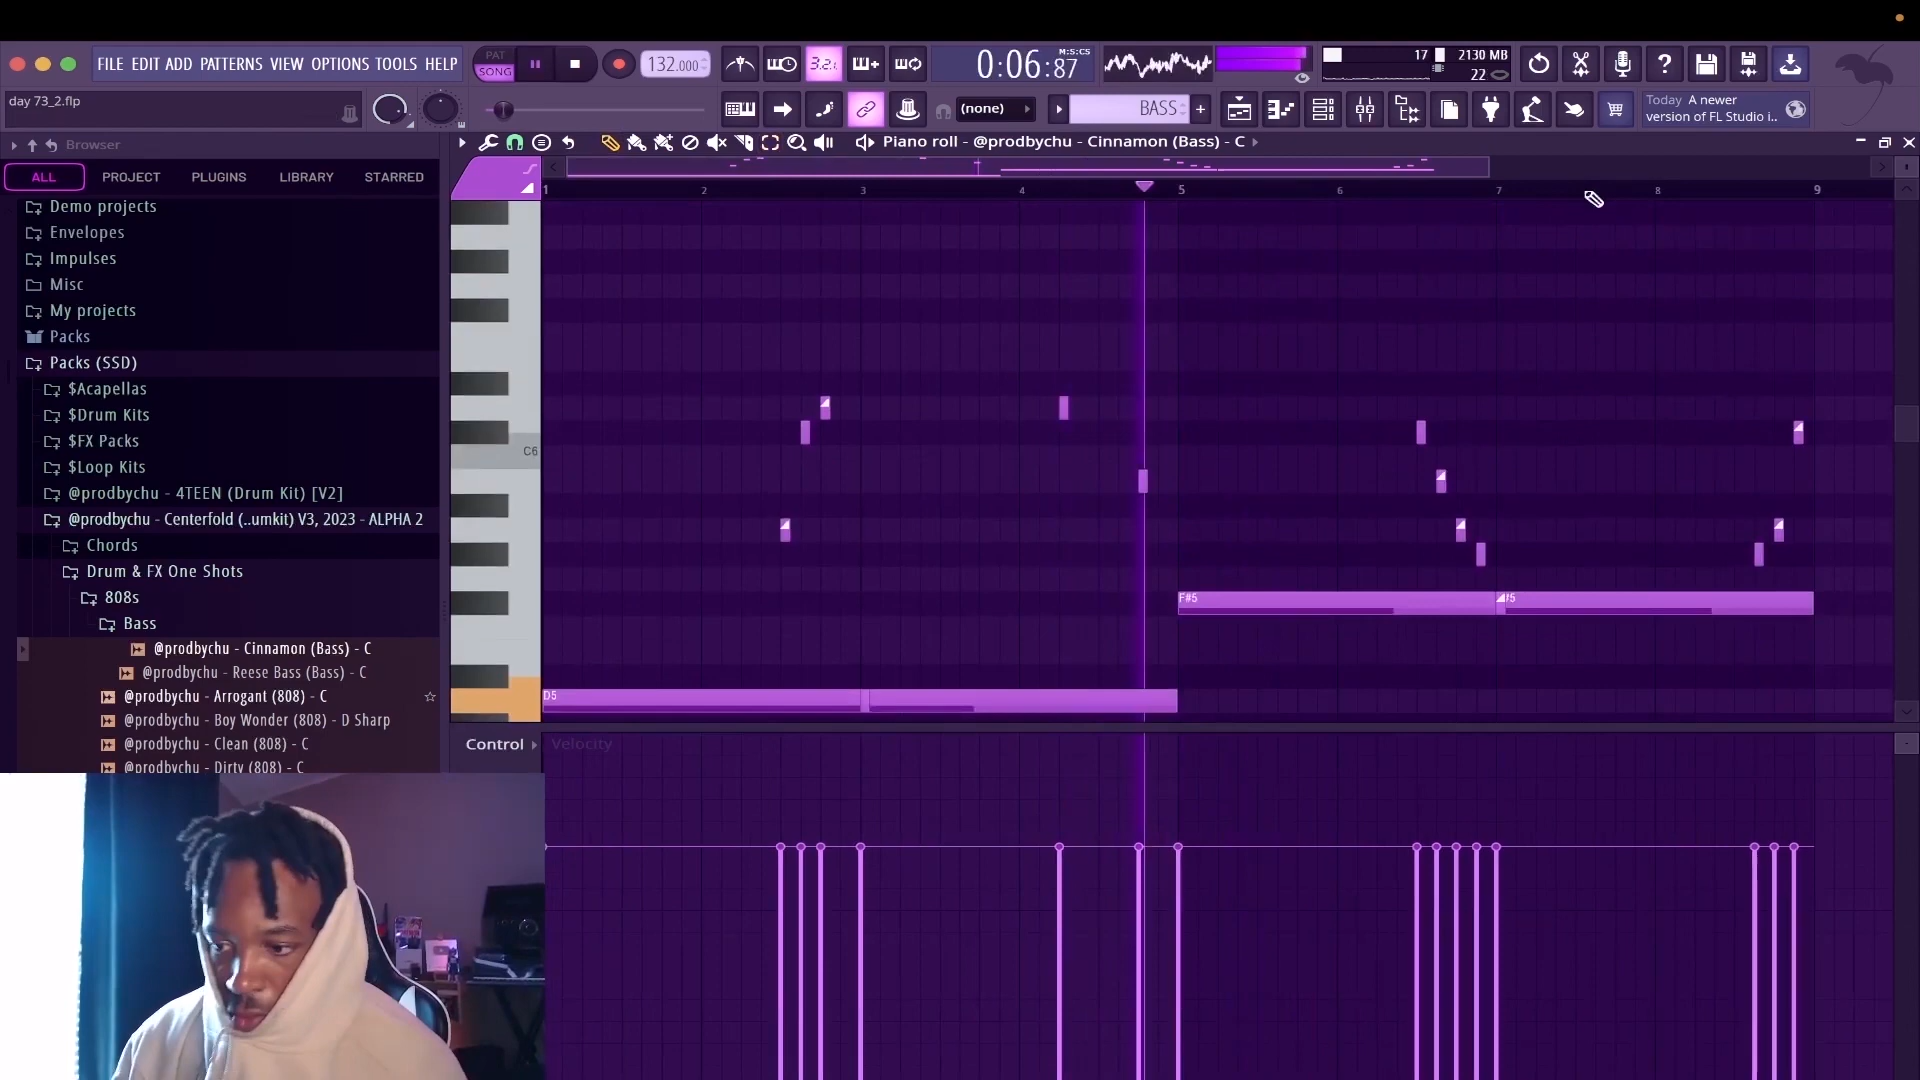 FILE EDIT ADD PATTERNS VIEW OPTIONS TOOLS HELP
PAT
SONG
132.000
3.2.
0:06:87
M:S:CS
17
2130 MB
22
day 73_2.flp
(none)
BASS
Today A newer
version of FL Studio i..
Browser
Piano roll - @prodbychu - Cinnamon (Bass) - C
ALL
PROJECT
PLUGINS
LIBRARY
STARRED
1
2
3
4
5
6
7
8
9
Demo projects
Envelopes
Impulses
Misc
My projects
Packs
Packs (SSD)
$Acapellas
$Drum Kits
$FX Packs
$Loop Kits
@prodbychu - 4TEEN (Drum Kit) [V2]
@prodbychu - Centerfold (..umkit) V3, 2023 - ALPHA 2
Chords
Drum & FX One Shots
808s
Bass
@prodbychu - Cinnamon (Bass) - C
@prodbychu - Reese Bass (Bass) - C
@prodbychu - Arrogant (808) - C
@prodbychu - Boy Wonder (808) - D Sharp
@prodbychu - Clean (808) - C
@prodbychu - Dirty (808) - C
C6
F#5
#5
D5
Control
Velocity